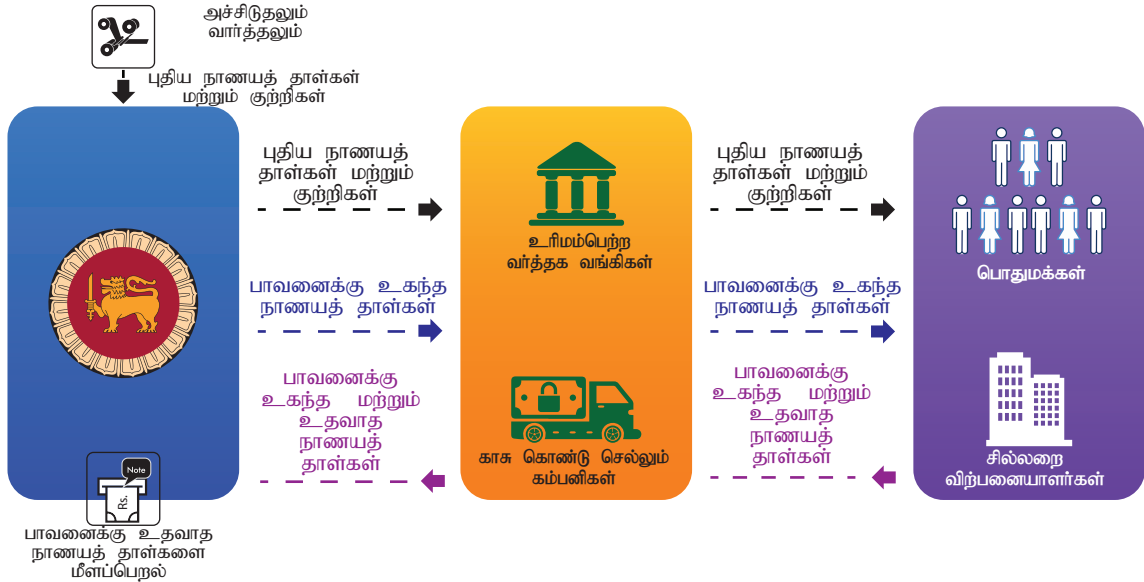 அச்சிடுதலும்
வார்த்தலும்
புதிய நாணயத் தாள்கள்
மற்றும் குற்றிகள்
புதிய நாணயத்
தாள்கள் மற்றும்
குற்றிகள்
பாவனைக்கு உகந்த
நாணயத் தாள்கள்
பாவனைக்கு
உகந்த மற்றும்
உதவாத
நாணயத்
தாள்கள்
உரிமம்பெற்ற
வர்த்தக வங்கிகள்
காசு கொண்டு செல்லும்
கம்பனிகள்
புதிய நாணயத்
தாள்கள் மற்றும்
குற்றிகள்
பாவனைக்கு உகந்த
நாணயத் தாள்கள்
பாவனைக்கு
உகந்த மற்றும்
உதவாத
நாணயத்
தாள்கள்
பொதுமக்கள்
சில்லறை
விற்பனையாளர்கள்
Note
Rs.
பாவனைக்கு உதவாத
நாணயத் தாள்களை
மீளப்பெறல்